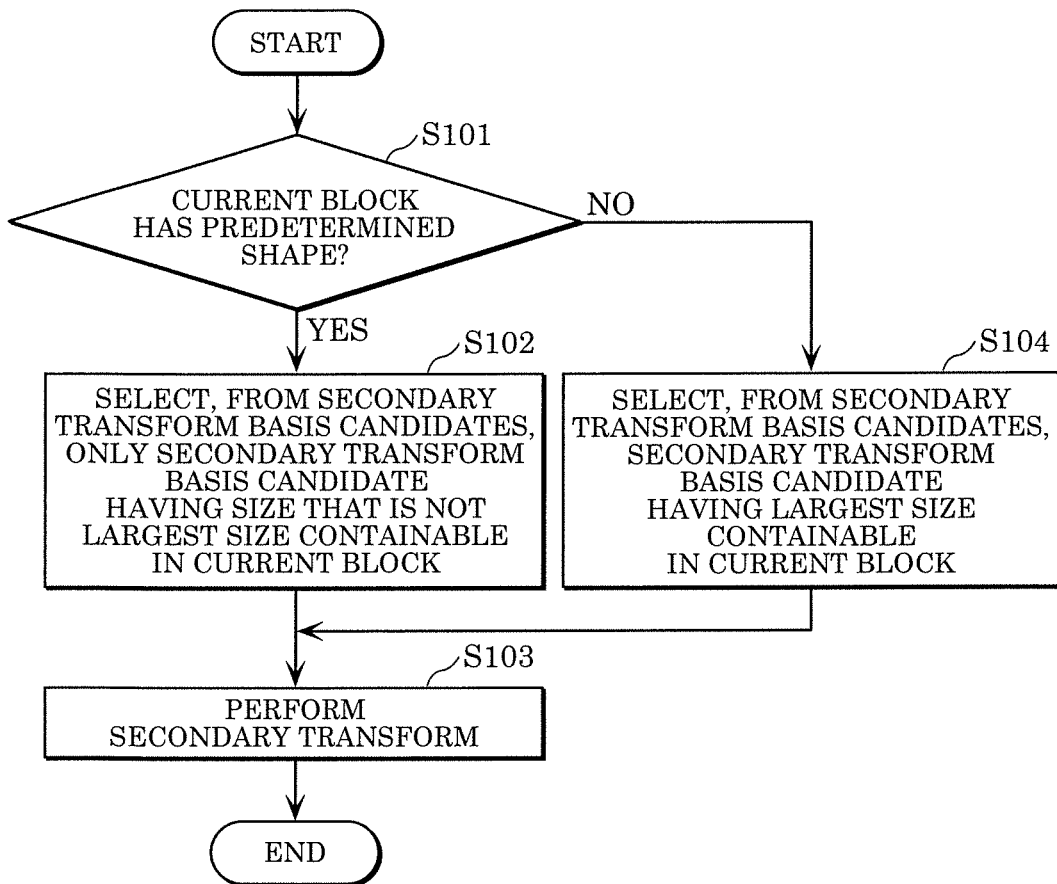 START
S101
CURRENT BLOCK
HAS PREDETERMINED
SHAPE?
NO
YES
S102
SELECT, FROM SECONDARY
TRANSFORM BASIS CANDIDATES,
ONLY SECONDARY TRANSFORM
BASIS CANDIDATE
HAVING SIZE THAT IS NOT
LARGEST SIZE CONTAINABLE
IN CURRENT BLOCK
S104
SELECT, FROM SECONDARY
TRANSFORM BASIS CANDIDATES,
SECONDARY TRANSFORM
BASIS CANDIDATE
HAVING LARGEST SIZE
CONTAINABLE
IN CURRENT BLOCK
S103
PERFORM
SECONDARY TRANSFORM
END